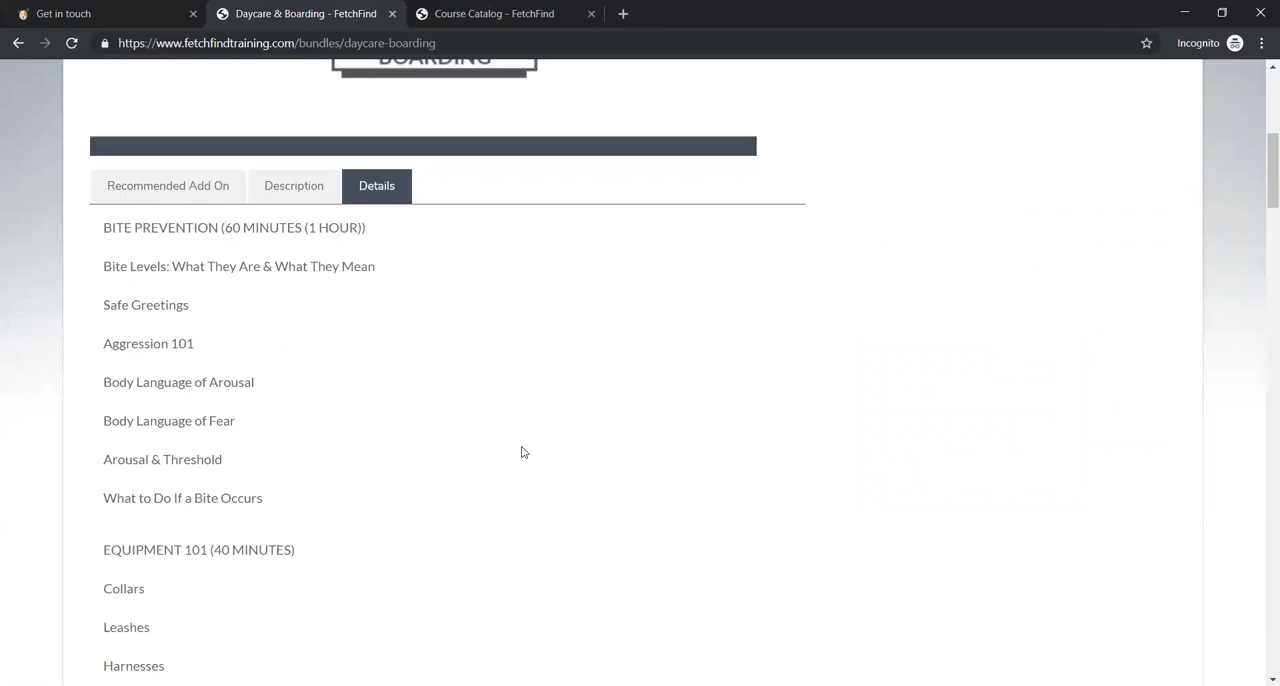 Get in touch
Daycare & Boarding - FetchFind
Course Catalog - FetchFind
https://www.fetchfindtraining.com/bundles/daycare-boarding
Incognito
BOARDING
Recommended Add On
Description
Details
BITE PREVENTION (60 MINUTES (1 HOUR))
Bite Levels: What They Are & What They Mean
Safe Greetings
Aggression 101
Body Language of Arousal
Body Language of Fear
Arousal & Threshold
What to Do If a Bite Occurs
EQUIPMENT 101 (40 MINUTES)
Collars
Leashes
Harnesses